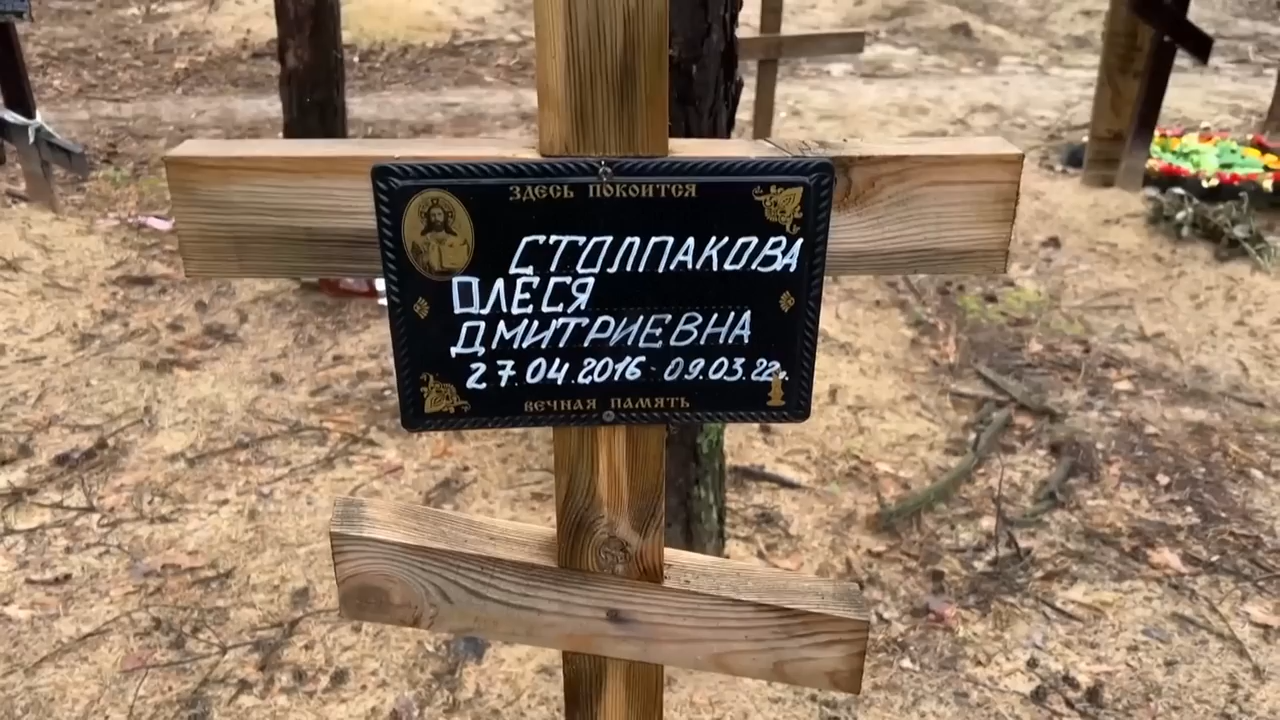 ЗДЕСЬ ПОКОИТСЯ
СТОЛПАКОВА
ОЛЕСЯ
ДМИТРИЕВНА
27.04.2016 - 09.03.22г.
ВЕЧНАЯ ПАМЯТЬ